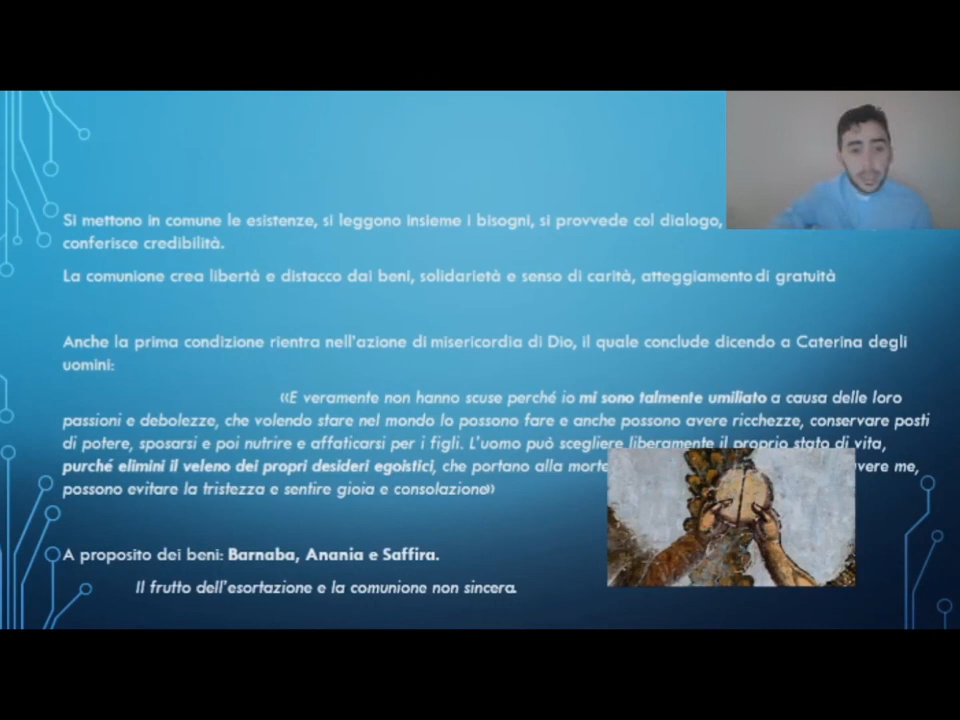 Si mettono in comune le esistenze, si leggono insieme i bisogni, si provvede col dialogo,
conferisce credibilità.
La comunione crea libertà e distacco dai beni, solidarietà e senso di carità, atteggiamento di gratuità
Anche la prima condizione rientra nell'azione di misericordia di Dio, il quale conclude dicendo a Caterina degli
uomini:
«E veramente non hanno scuse perché io mi sono talmente umiliato a causa delle loro
passioni e debolezze, che volendo stare nel mondo lo possono fare e anche possono avere ricchezze, conservare posti
di potere, sposarsi e poi nutrire e affaticarsi per i figli. L'uomo può scegliere liberamente il proprio stato di vita,
purché elimini il veleno dei propri desideri egoistici, che portano alla morte me,
possono evitare la tristezza e sentire gioia e consolazione»
A proposito dei beni: Barnaba, Anania e Saffira.
Il frutto dell'esortazione e la comunione non sincera.